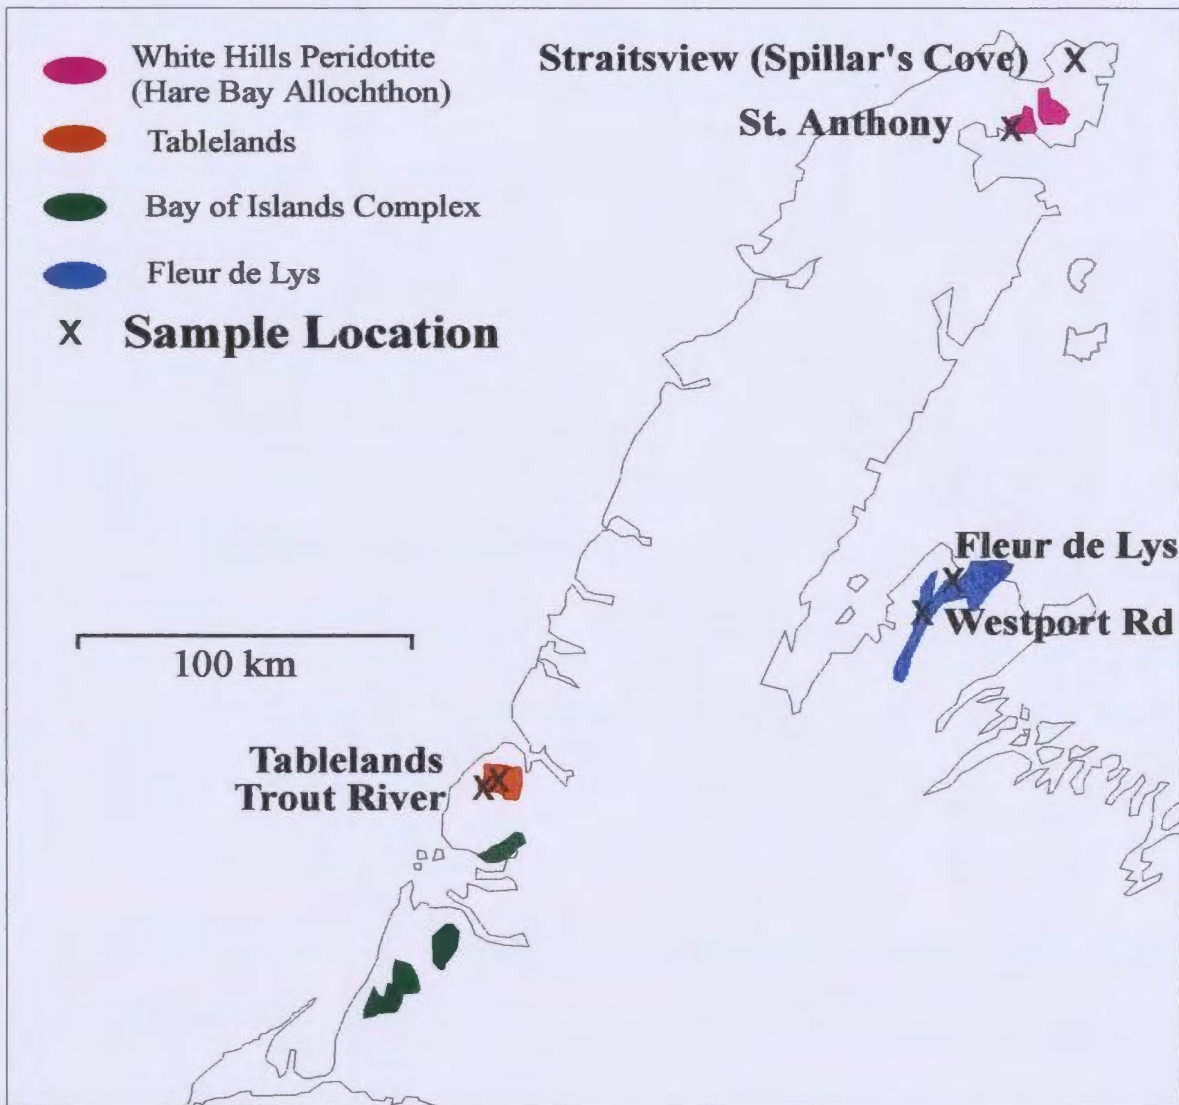 White Hills Peridotite
(Hare Bay Allochthon)
Tablelands
Bay of Islands Complex
Fleur de Lys
X Sample Location
Straitsview (Spillar's Cove) X
St. Anthony X
Fleur de Lys
X
X
Westport Rd
100 km
Tablelands
X
Trout River X